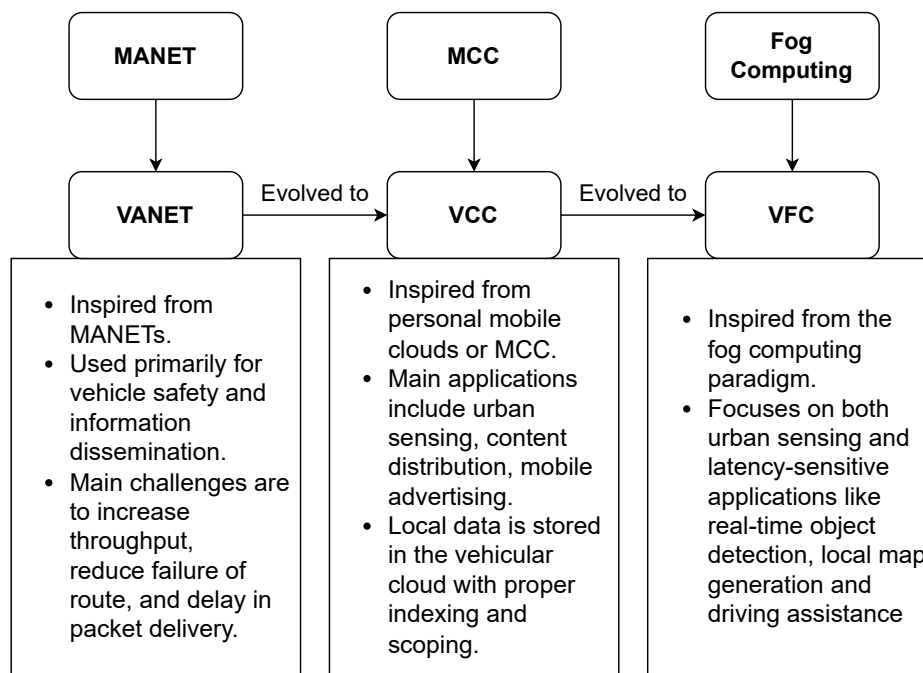 MANET
MCC
Fog
Computing
VANET
Evolved to
VCC
Evolved to
VFC
• Inspired from
MANETs.
• Used primarily for
vehicle safety and
information
dissemination.
• Main challenges are
to increase
throughput,
reduce failure of
route, and delay in
packet delivery.
• Inspired from
personal mobile
clouds or MCC.
• Main applications
include urban
sensing, content
distribution, mobile
advertising.
• Local data is stored
in the vehicular
cloud with proper
indexing and
scoping.
• Inspired from the
fog computing
paradigm.
• Focuses on both
urban sensing and
latency-sensitive
applications like
real-time object
detection, local map
generation and
driving assistance